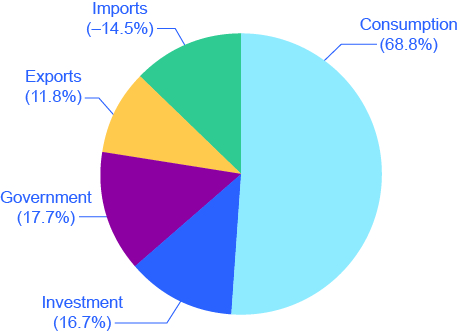 Imports
(–14.5%)
Consumption
(68.8%)
Exports
(11.8%)
Government
(17.7%)
Investment
(16.7%)